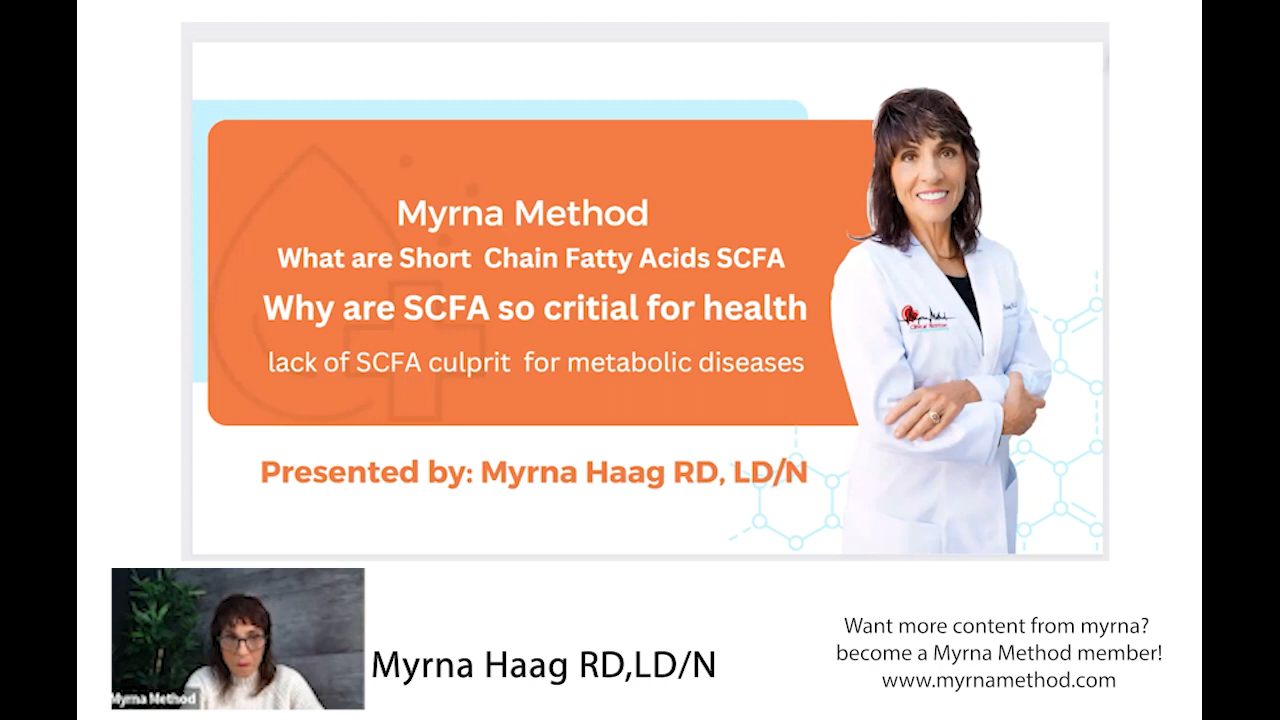 Myrna Method
What are Short Chain Fatty Acids SCFA
Why are SCFA so critial for health
lack of SCFA culprit for metabolic diseases
Presented by: Myrna Haag RD, LD/N
Clinical Nutrition
Myrna Method
Myrna Haag RD,LD/N
Want more content from myrna?
become a Myrna Method member!
www.myrnamethod.com